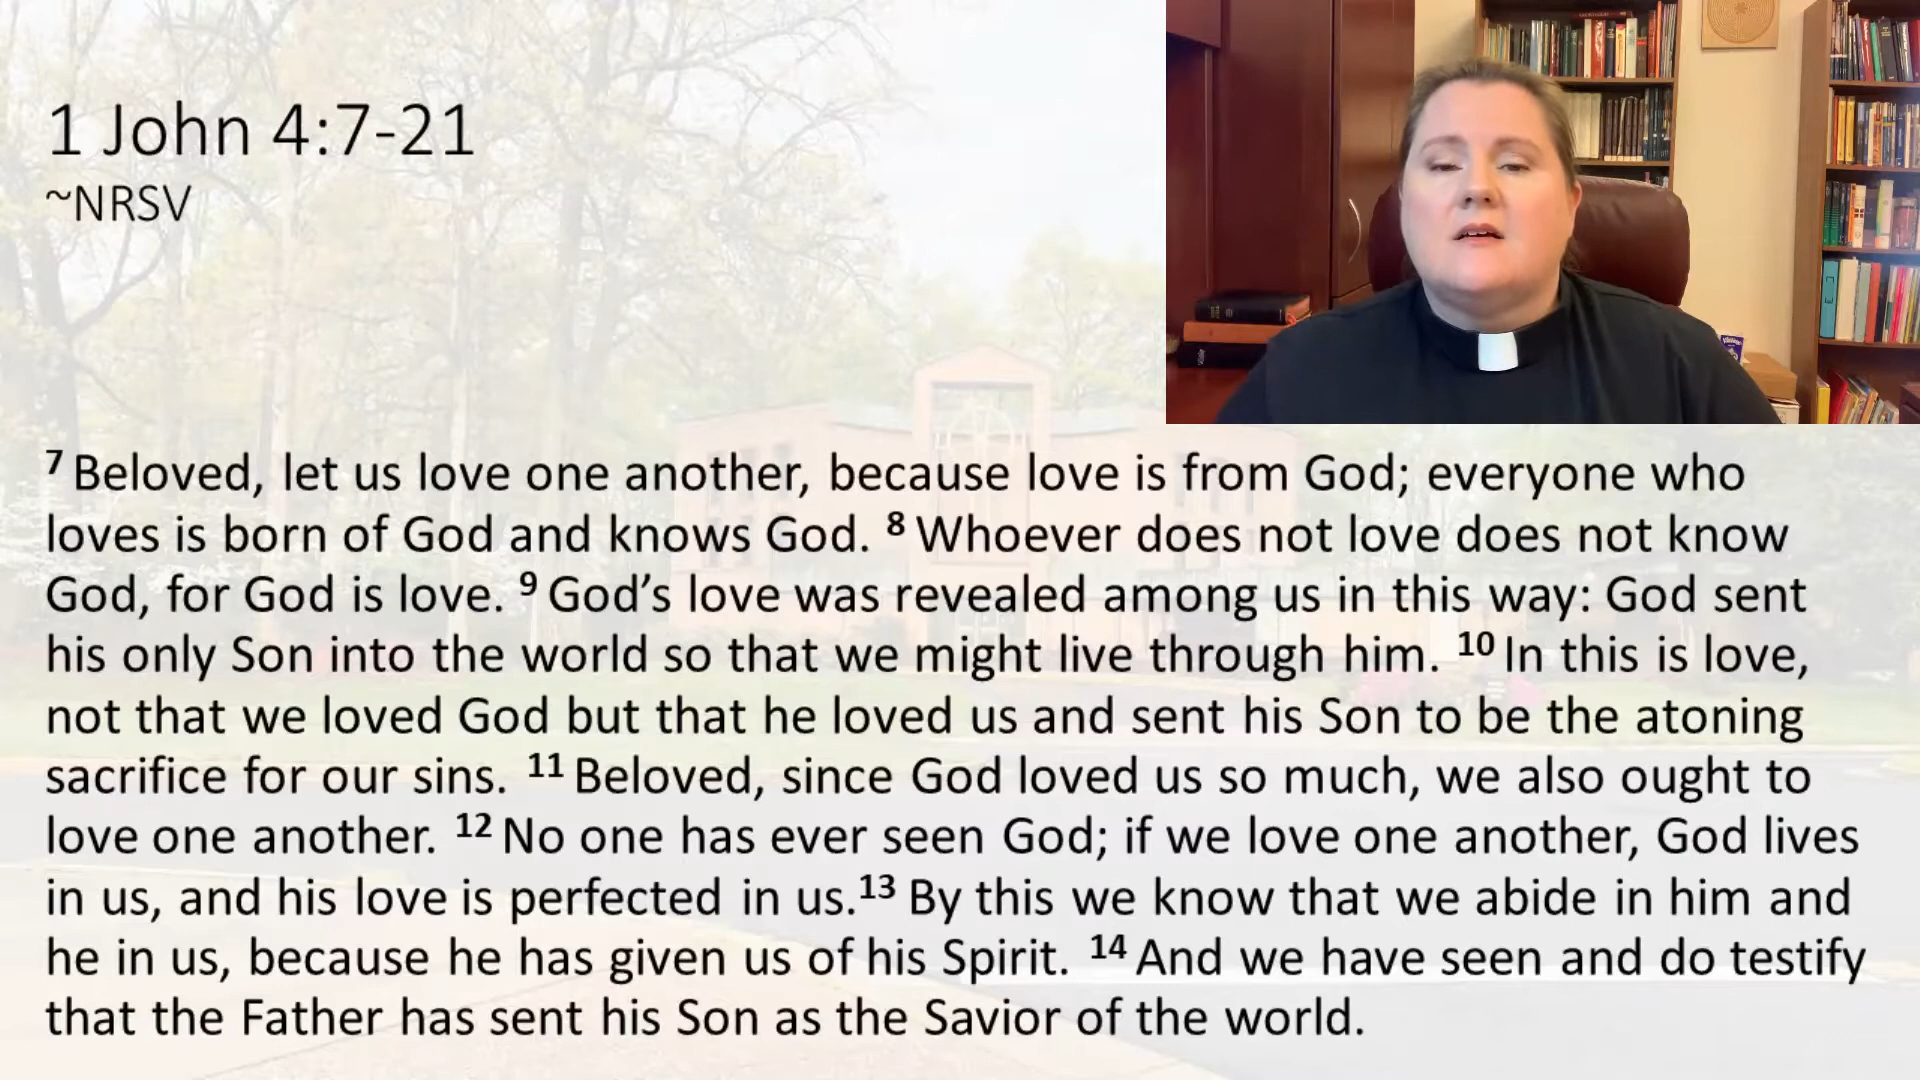 1 John 4:7-21
~NRSV
7 Beloved, let us love one another, because love is from God; everyone who
loves is born of God and knows God. 8 Whoever does not love does not know
God, for God is love. 9 God’s love was revealed among us in this way: God sent
his only Son into the world so that we might live through him. 10 In this is love,
not that we loved God but that he loved us and sent his Son to be the atoning
sacrifice for our sins. 11 Beloved, since God loved us so much, we also ought to
love one another. 12 No one has ever seen God; if we love one another, God lives
in us, and his love is perfected in us.13 By this we know that we abide in him and
he in us, because he has given us of his Spirit. 14 And we have seen and do testify
that the Father has sent his Son as the Savior of the world.